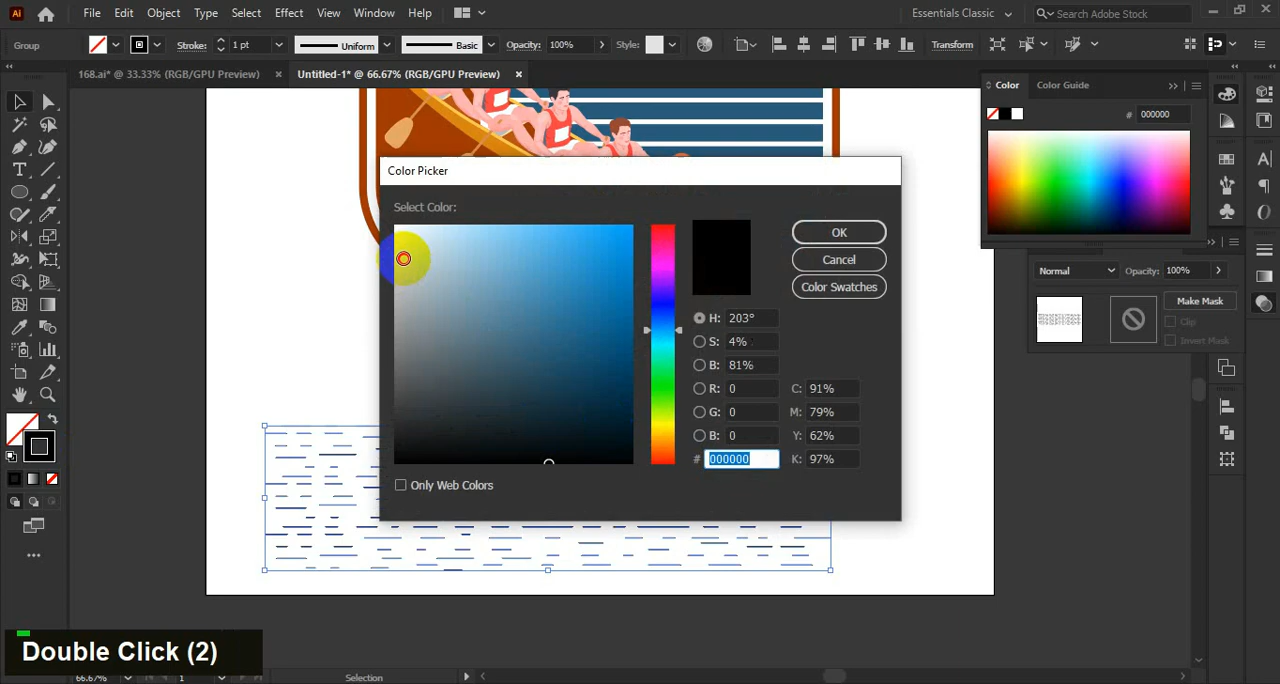 Ai File Edit Object Type Select Effect View Window Help Essentials Classic Search Adobe Stock
Group Stroke: 1 pt Uniform Basic Opacity: 100% Style: Transform
168.ai* @ 33.33% (RGB/GPU Preview) × Untitled-1* @ 66.67% (RGB/GPU Preview) ×
Color Color Guide
# 000000
Color Picker
Select Color:
OK
Cancel
Color Swatches
H: 203°
S: 4%
B: 81%
R: 0 C: 91%
G: 0 M: 79%
B: 0 Y: 62%
# 000000 K: 97%
Only Web Colors
Normal Opacity: 100%
Make Mask
Clip
Invert Mask
Double Click (2)
66.67% 1 Selection